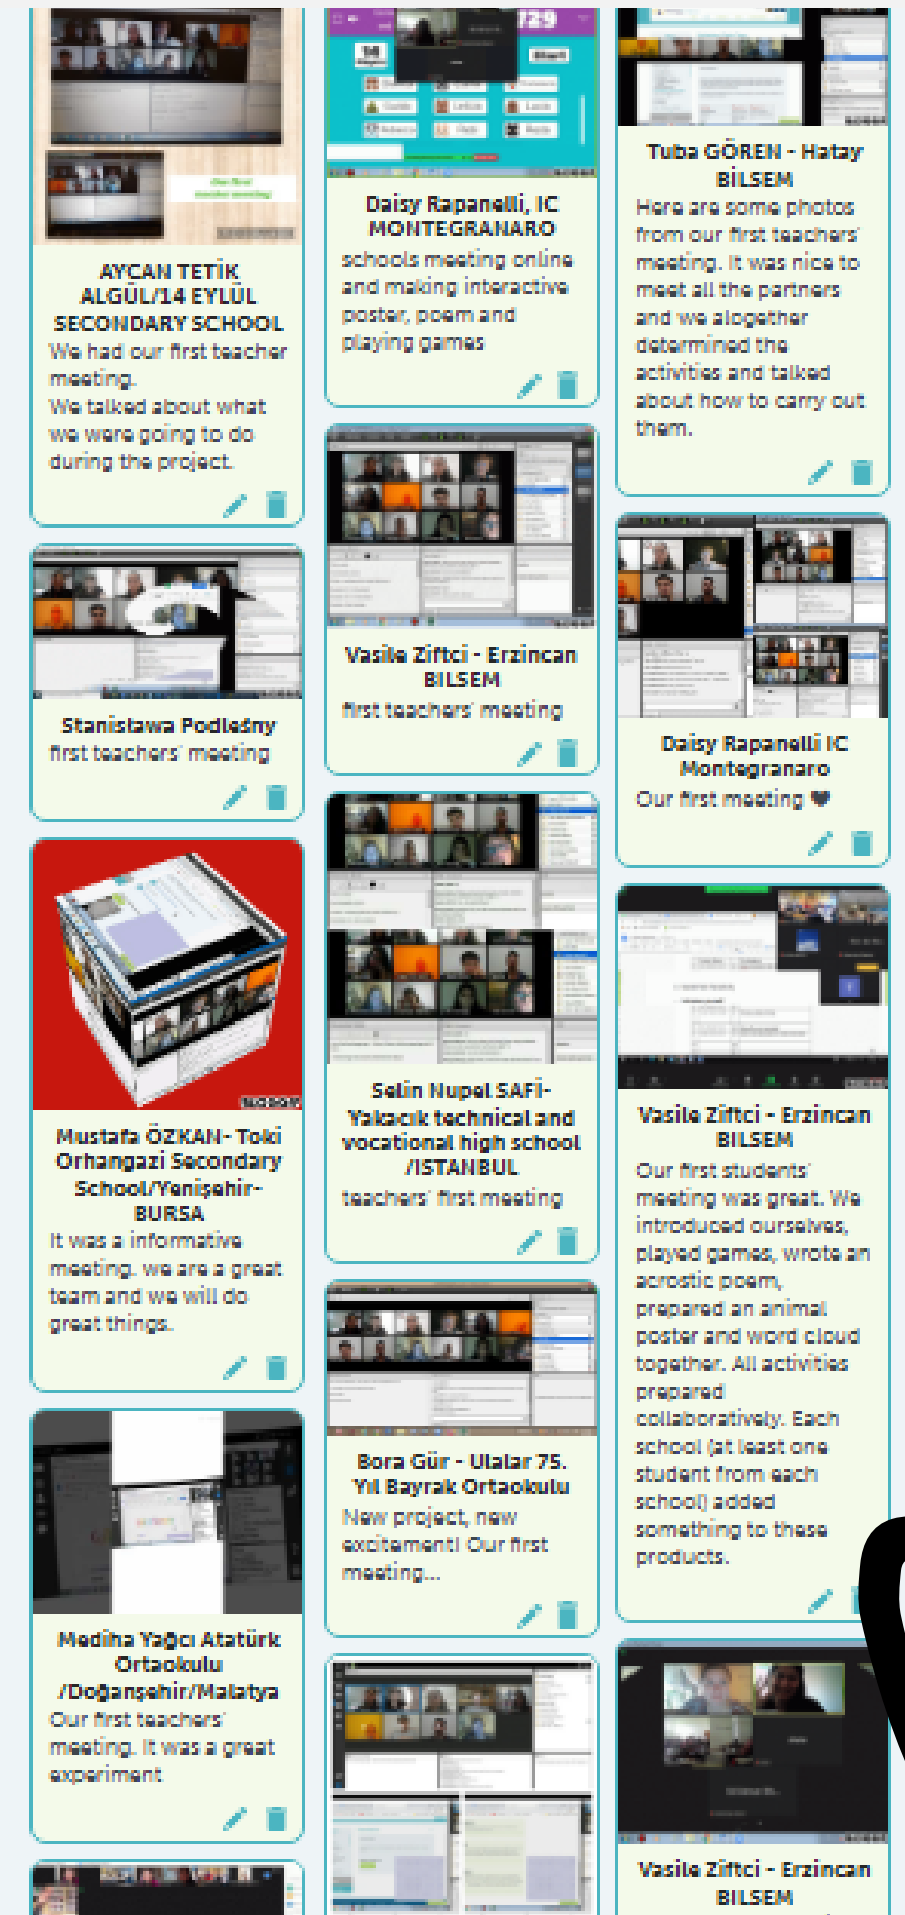 AYCAN TETİK
ALGÜL/14 EYLÜL
SECONDARY SCHOOL
We had our first teacher
meeting.
We talked about what
we were going to do
during the project.
Stanisława Podleśny
first teachers' meeting
Mustafa ÖZKAN- Toki
Orhangazi Secondary
School/Yenişehir-
BURSA
It was a informative
meeting. we are a great
team and we will do
great things.
Mediha Yağcı Atatürk
Ortaokulu
/Doğanşehir/Malatya
Our first teachers'
meeting. It was a great
experiment
729
14
Start
Daisy Rapanelli, IC
MONTEGRANARO
schools meeting online
and making interactive
poster, poem and
playing games
Vasile Ziftci - Erzincan
BILSEM
first teachers' meeting
Selin Nupel SAFİ-
Yakacık technical and
vocational high school
/ISTANBUL
teachers' first meeting
Bora Gür - Ulalar 75.
Yıl Bayrak Ortaokulu
New project, new
excitement! Our first
meeting...
Tuba GÖREN - Hatay
BİLSEM
Here are some photos
from our first teachers'
meeting. It was nice to
meet all the partners
and we alogether
determined the
activities and talked
about how to carry out
them.
Daisy Rapanelli IC
Montegranaro
Our first meeting 🖤
Vasile Ziftci - Erzincan
BILSEM
Our first students'
meeting was great. We
introduced ourselves,
played games, wrote an
acrostic poem,
prepared an animal
poster and word cloud
together. All activities
prepared
collaboratively. Each
school (at least one
student from each
school) added
something to these
products.
Vasile Ziftci - Erzincan
BILSEM